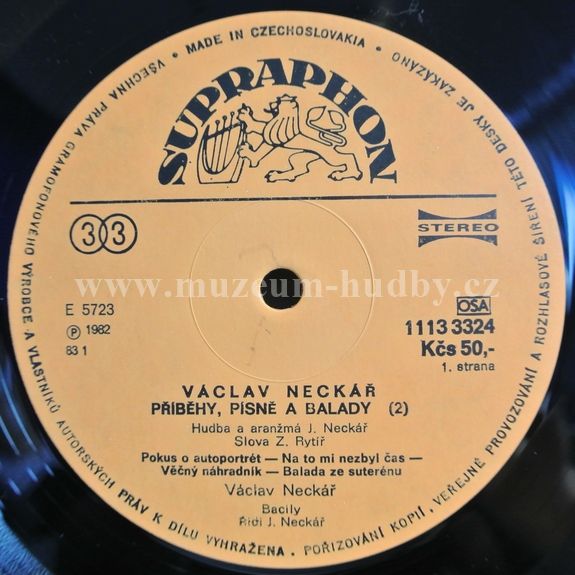 VŠECHNA PRÁVA GRAMOFONOVÉHO VÝROBCE A VLASTNÍKŮ AUTORSKÝCH PRÁV K DÍLU VYHRAŽENA • POŘIZOVÁNÍ KOPIÍ, VEŘEJNÉ PROVOZOVÁNÍ A ROZHLASOVÉ ŠÍŘENÍ TÉTO DESKY JE ZAKÁZÁNO
• MADE IN CZECHOSLOVAKIA •
SUPRAPHON
33
STEREO
www.muzeum-hudby.cz
E 5723
℗ 1982
83 1
OSA
1113 3324
Kčs 50,-
1. strana
VÁCLAV NECKÁŘ
PŘÍBĚHY, PÍSNĚ A BALADY (2)
Hudba a aranžmá J. Neckář
Slova Z. Rytíř
Pokus o autoportrét — Na to mi nezbyl čas —
Věčný náhradník — Balada ze suterénu
Václav Neckář
Bacily
Řídí J. Neckář